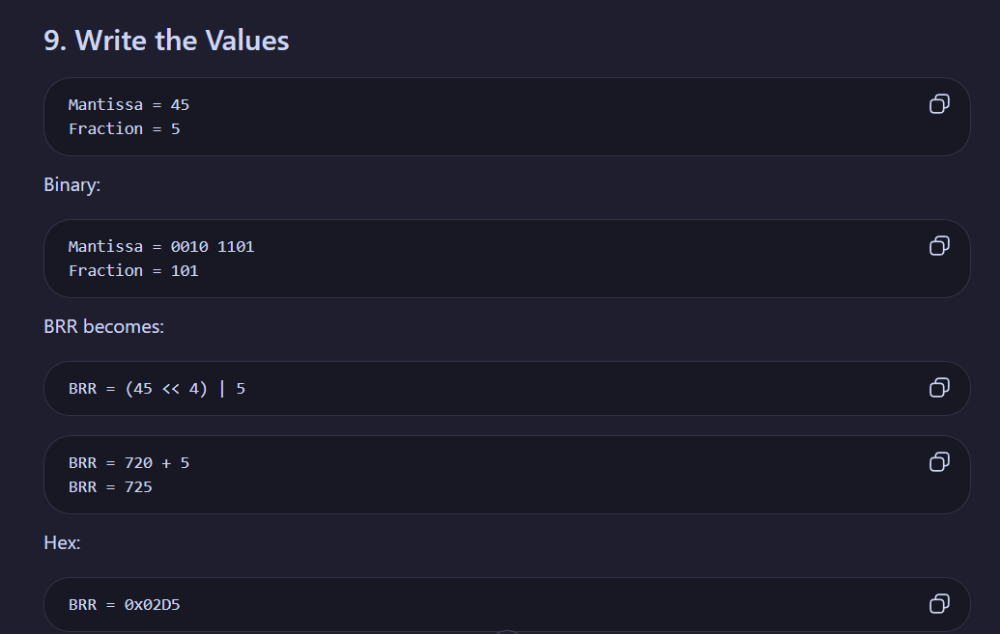 9. Write the Values
Mantissa = 45
Fraction = 5
Binary:
Mantissa = 0010 1101
Fraction = 101
BRR becomes:
BRR = (45 << 4) | 5
BRR = 720 + 5
BRR = 725
Hex:
BRR = 0x02D5